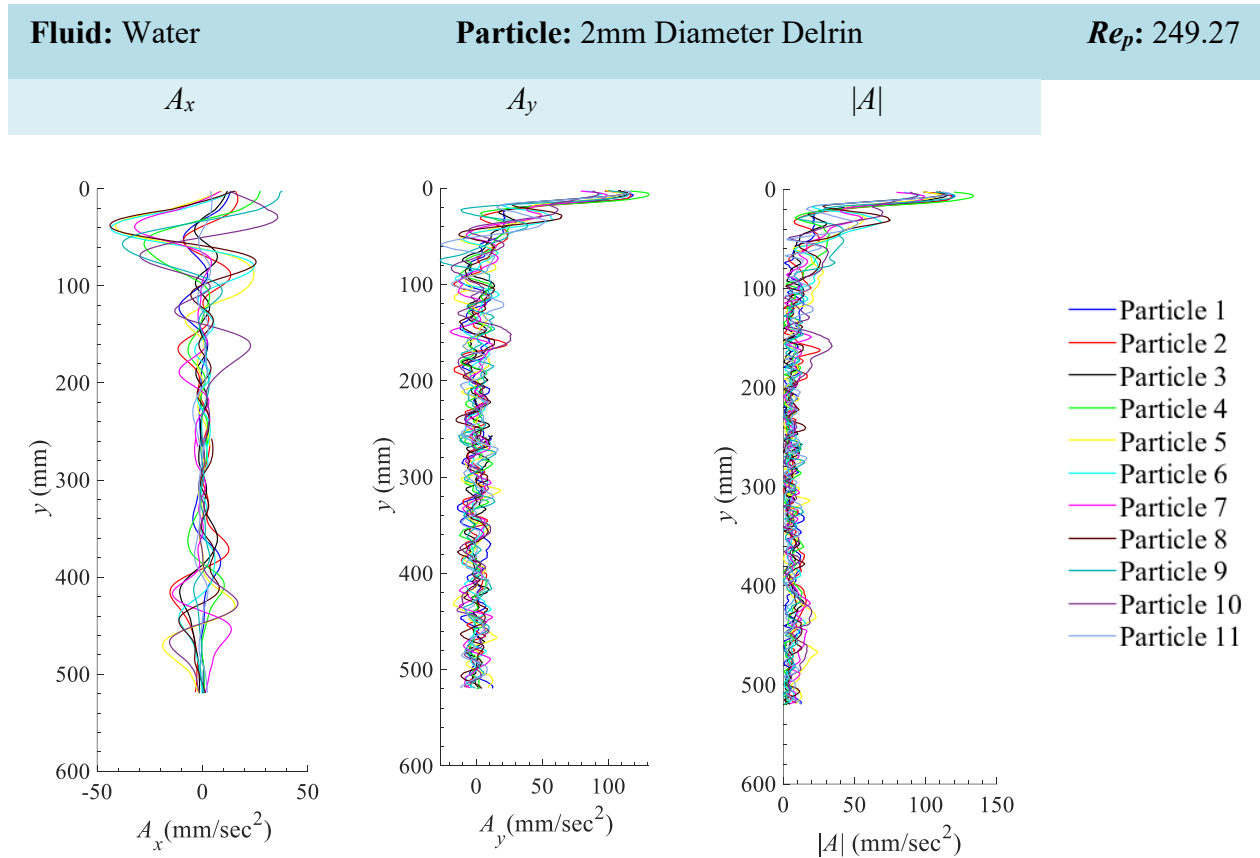 Fluid: Water Particle: 2mm Diameter Delrin Reₚ: 249.27
Aₓ A_y |A|
0
100
200
300
400
500
600
y (mm)
-50 0 50
Aₓ(mm/sec²)
0
100
200
300
400
500
600
y (mm)
0 50 100
A_y(mm/sec²)
0
100
200
300
400
500
600
y (mm)
0 50 100 150
|A| (mm/sec²)
Particle 1
Particle 2
Particle 3
Particle 4
Particle 5
Particle 6
Particle 7
Particle 8
Particle 9
Particle 10
Particle 11